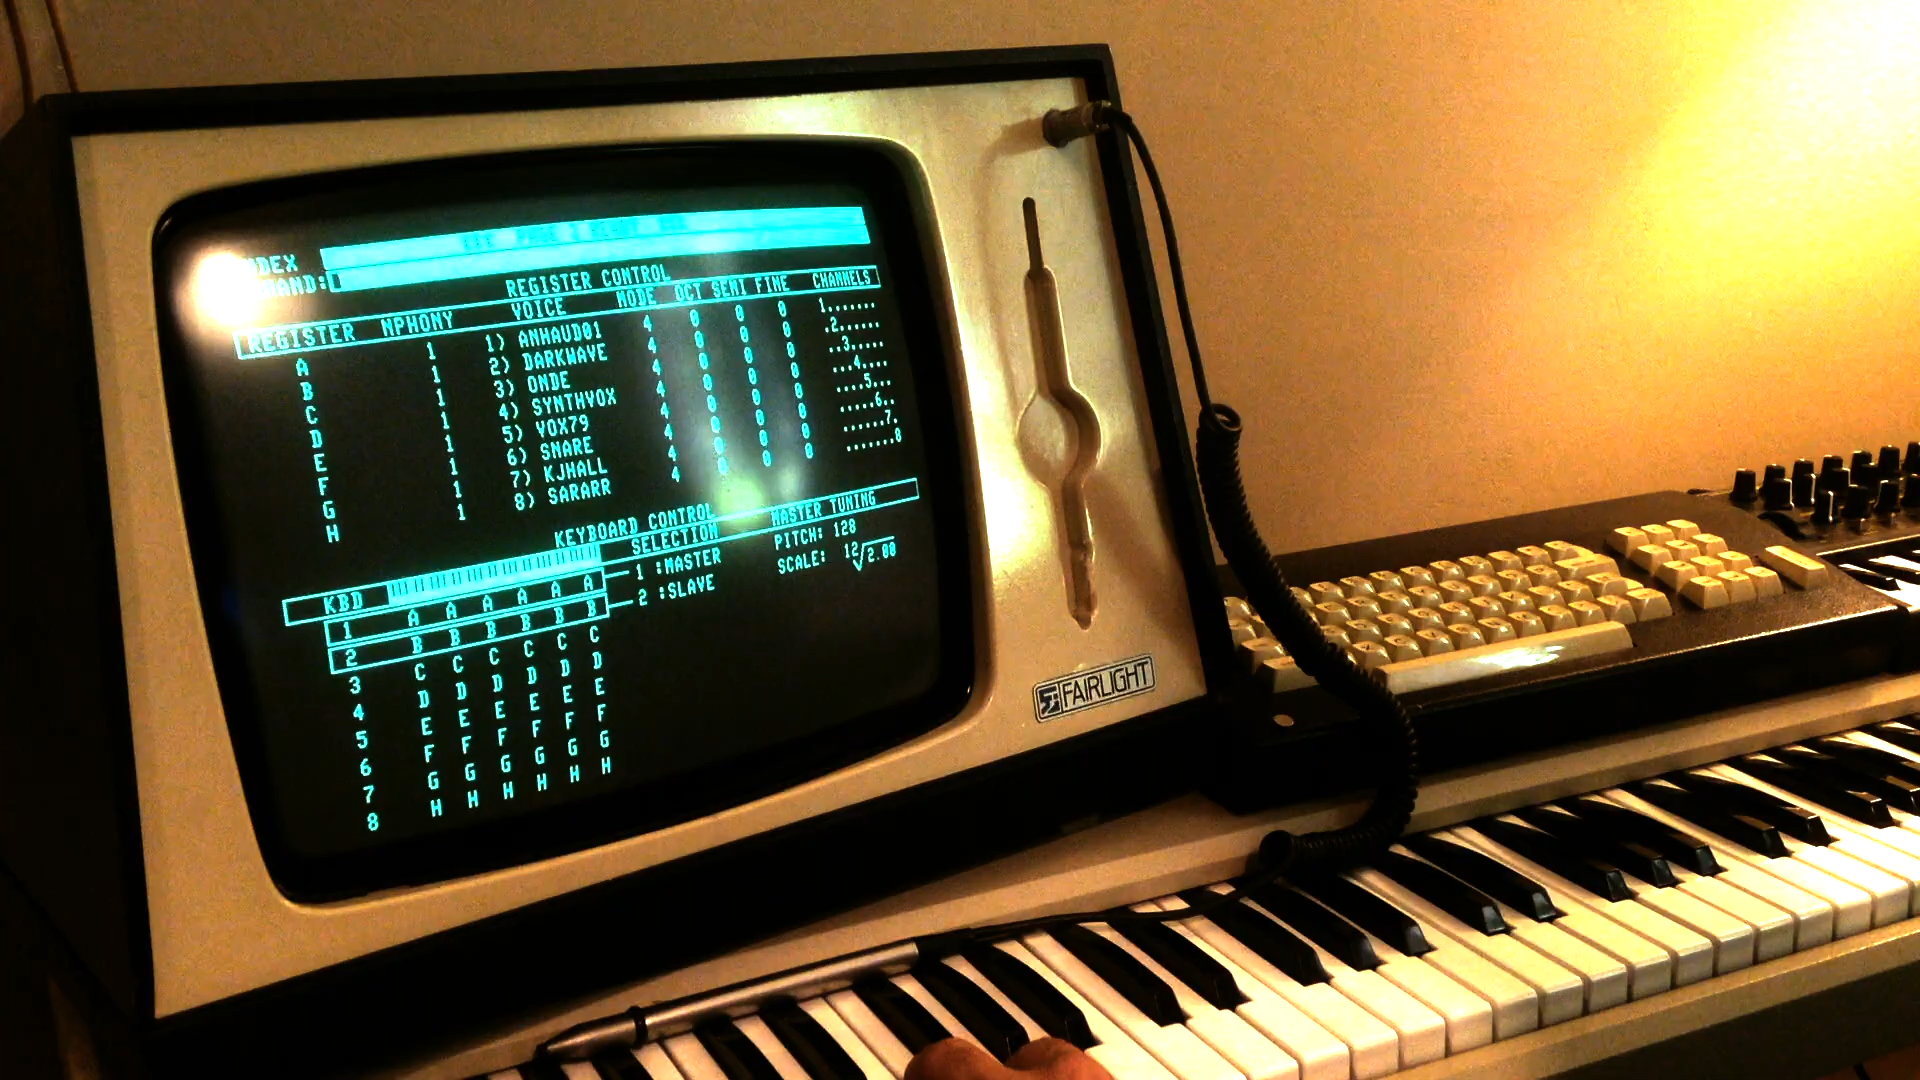 REGISTER CONTROL
REGISTER NPHONY VOICE MODE OCT SEMI FINE CHANNELS
A 1 1) ANHAUD01 4 0 0 0 1.......
B 1 2) DARKWAVE 4 0 0 0 .2......
C 1 3) ONDE 4 0 0 0 ..3.....
D 1 4) SYNTHVOX 4 0 0 0 ...4....
E 1 5) VOX79 4 0 0 0 ....5...
F 1 6) SNARE 4 0 0 0 .....6..
G 1 7) KJHALL 4 0 0 0 ......7.
H 1 8) SARARR 4 0 0 0 .......8
KEYBOARD CONTROL
KBD SELECTION MASTER TUNING
1 A A A A A A 1 :MASTER PITCH: 128
2 B B B B B B 2 :SLAVE SCALE: 12√2.00
3 C C C C C C
4 D D D D D D
5 E E E E E E
6 F F F F F F
7 G G G G G G
8 H H H H H H
FAIRLIGHT